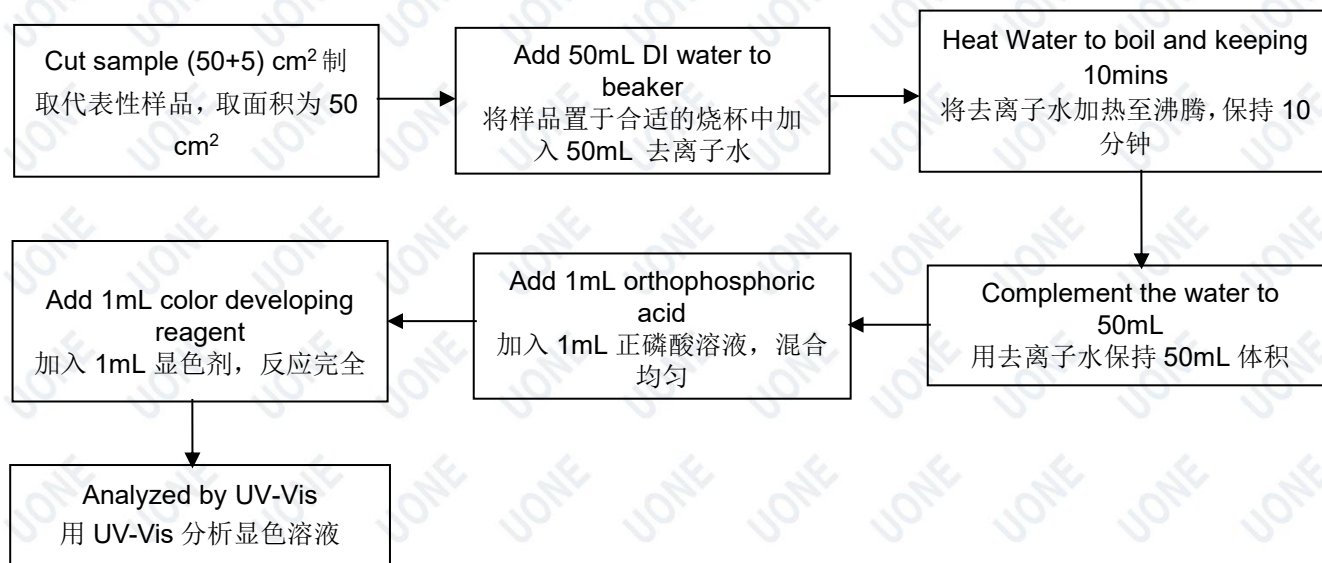 Cut sample (50+5) cm² 制
取代表性样品，取面积为 50
cm²
Add 50mL DI water to
beaker
将样品置于合适的烧杯中加
入 50mL 去离子水
Heat Water to boil and keeping
10mins
将去离子水加热至沸腾，保持 10
分钟
Complement the water to
50mL
用去离子水保持 50mL 体积
Add 1mL orthophosphoric
acid
加入 1mL 正磷酸溶液，混合
均匀
Add 1mL color developing
reagent
加入 1mL 显色剂，反应完全
Analyzed by UV-Vis
用 UV-Vis 分析显色溶液
UONE